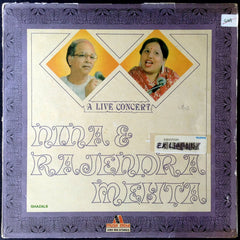 A LIVE CONCERT
NINA &
RAJENDRA
MEHTA
GHAZALS